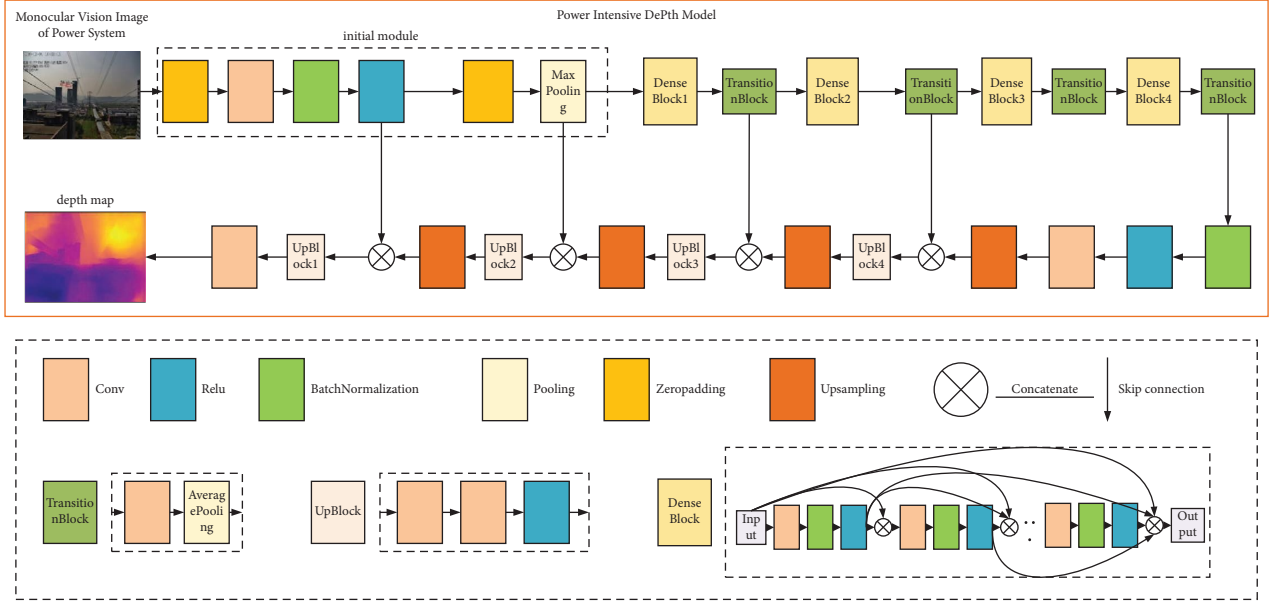 Monocular Vision Image
of Power System
Power Intensive DePth Model
initial module
Max
Poolin
g
Dense
Block1
Transitio
nBlock
Dense
Block2
Transiti
onBlock
Dense
Block3
Transitio
nBlock
Dense
Block4
Transitio
nBlock
depth map
UpBl
ock1
UpBl
ock2
UpBl
ock3
UpBl
ock4
Conv
Relu
BatchNormalization
Pooling
Zeropadding
Upsampling
Concatenate
Skip connection
Transitio
nBlock
Averag
ePooli
ng
UpBlock
Dense
Block
Inp
ut
Out
put